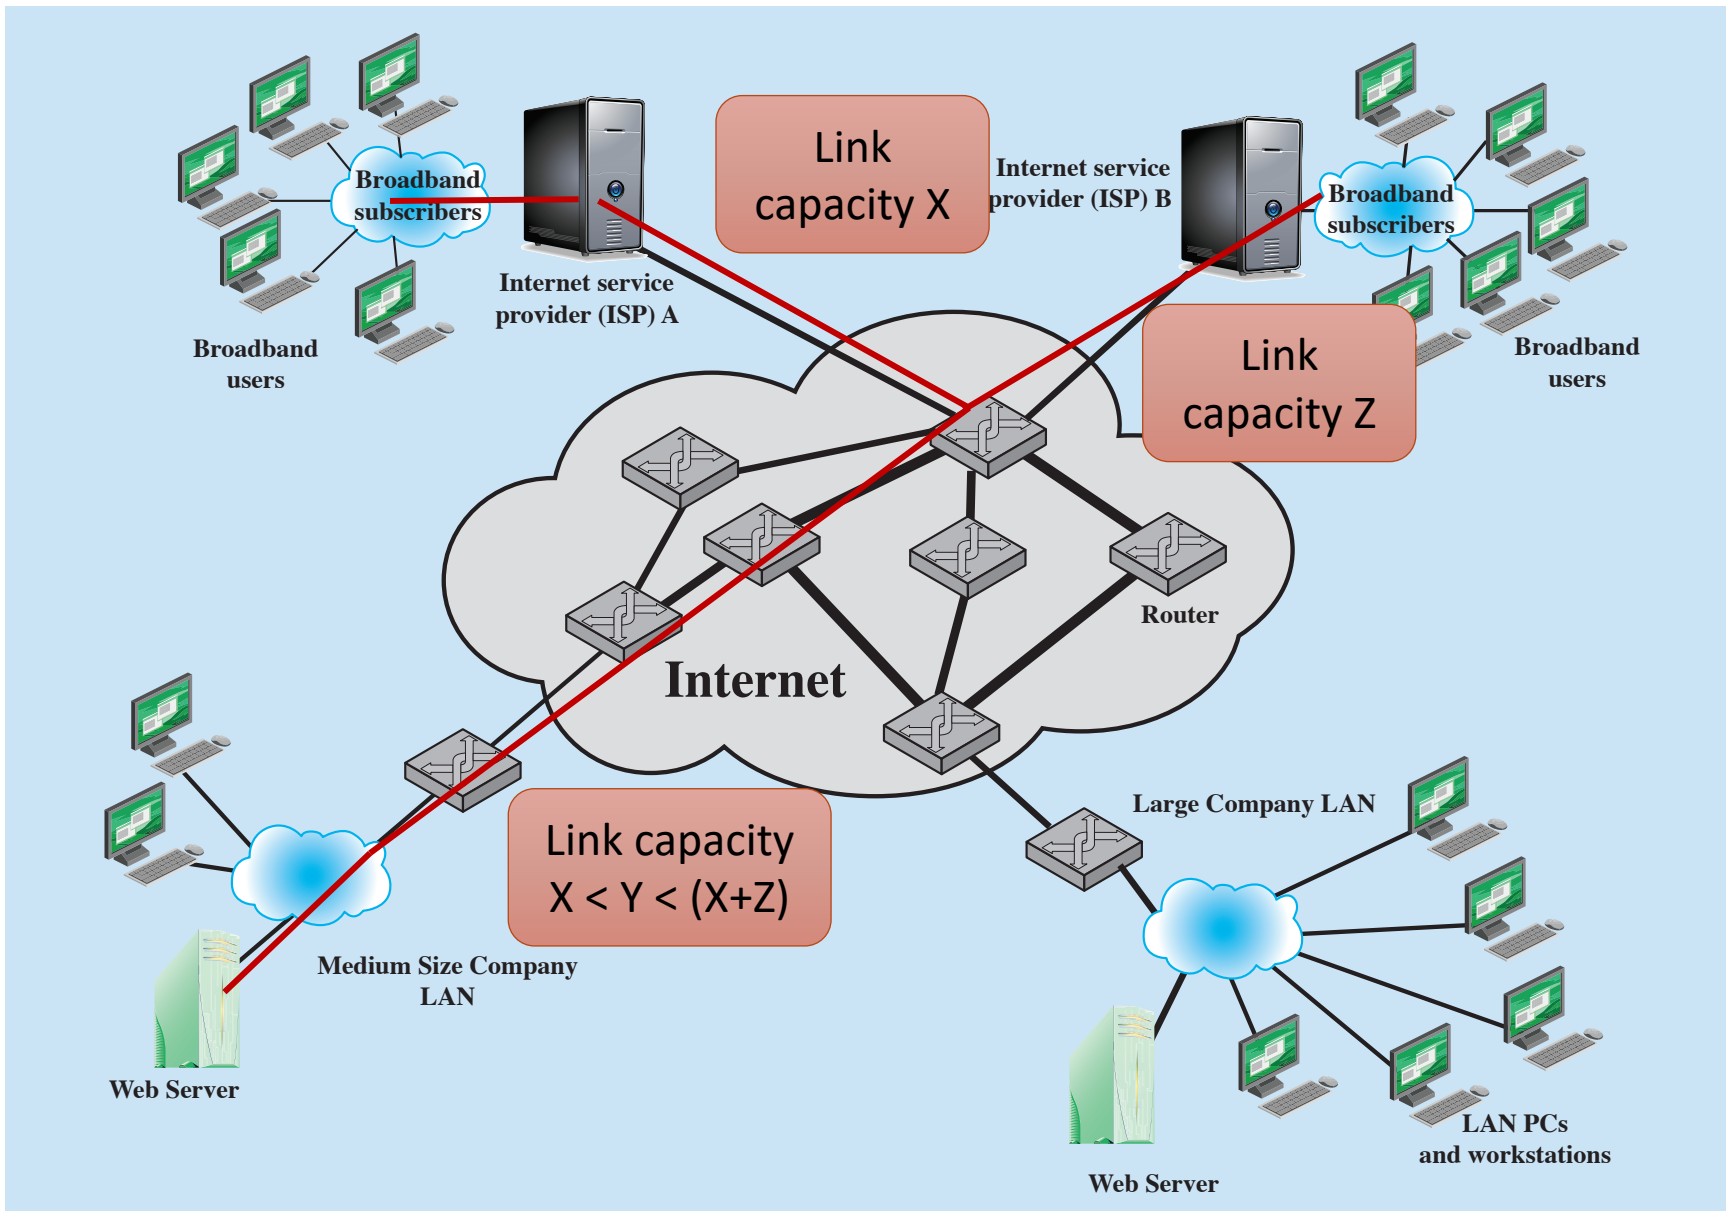 Link
capacity X
Broadband
subscribers
Internet service
provider (ISP) B
Broadband
subscribers
Internet service
provider (ISP) A
Broadband
users
Link
capacity Z
Broadband
users
Router
Internet
Large Company LAN
Link capacity
X < Y < (X+Z)
Medium Size Company
LAN
Web Server
LAN PCs
and workstations
Web Server